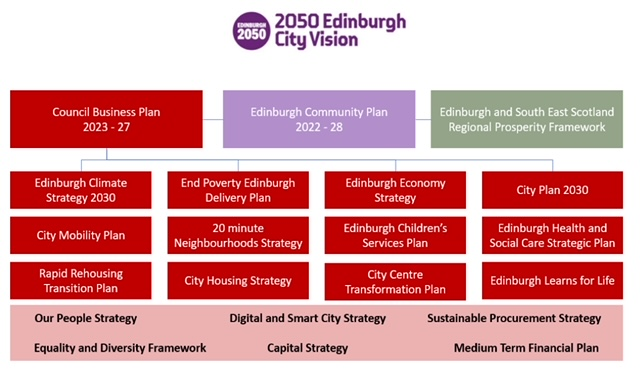 EDINBURGH
2050
2050 Edinburgh
City Vision
Council Business Plan
2023 - 27
Edinburgh Community Plan
2022 - 28
Edinburgh and South East Scotland
Regional Prosperity Framework
Edinburgh Climate
Strategy 2030
End Poverty Edinburgh
Delivery Plan
Edinburgh Economy
Strategy
City Plan 2030
City Mobility Plan
20 minute
Neighbourhoods Strategy
Edinburgh Children's
Services Plan
Edinburgh Health and
Social Care Strategic Plan
Rapid Rehousing
Transition Plan
City Housing Strategy
City Centre
Transformation Plan
Edinburgh Learns for Life
Our People Strategy
Digital and Smart City Strategy
Sustainable Procurement Strategy
Equality and Diversity Framework
Capital Strategy
Medium Term Financial Plan